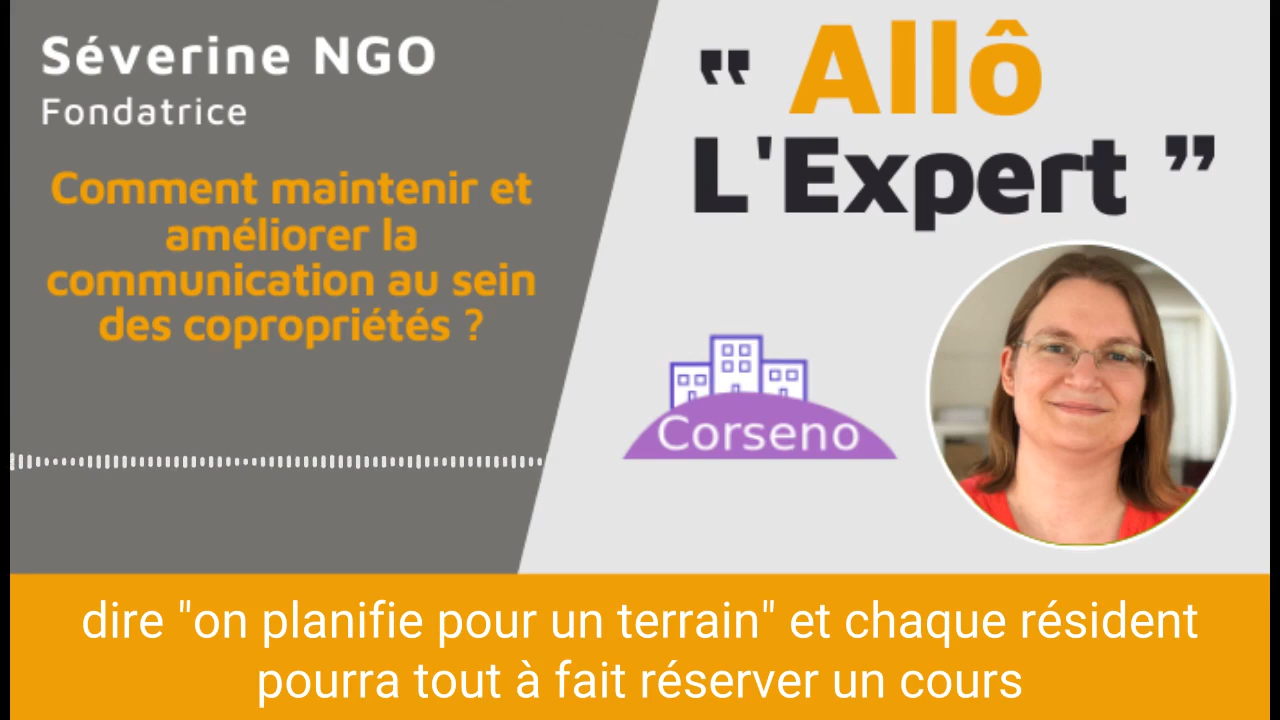 Séverine NGO
Fondatrice
Comment maintenir et
améliorer la
communication au sein
des copropriétés ?
" Allô
L'Expert "
Corseno
dire "on planifie pour un terrain" et chaque résident
pourra tout à fait réserver un cours